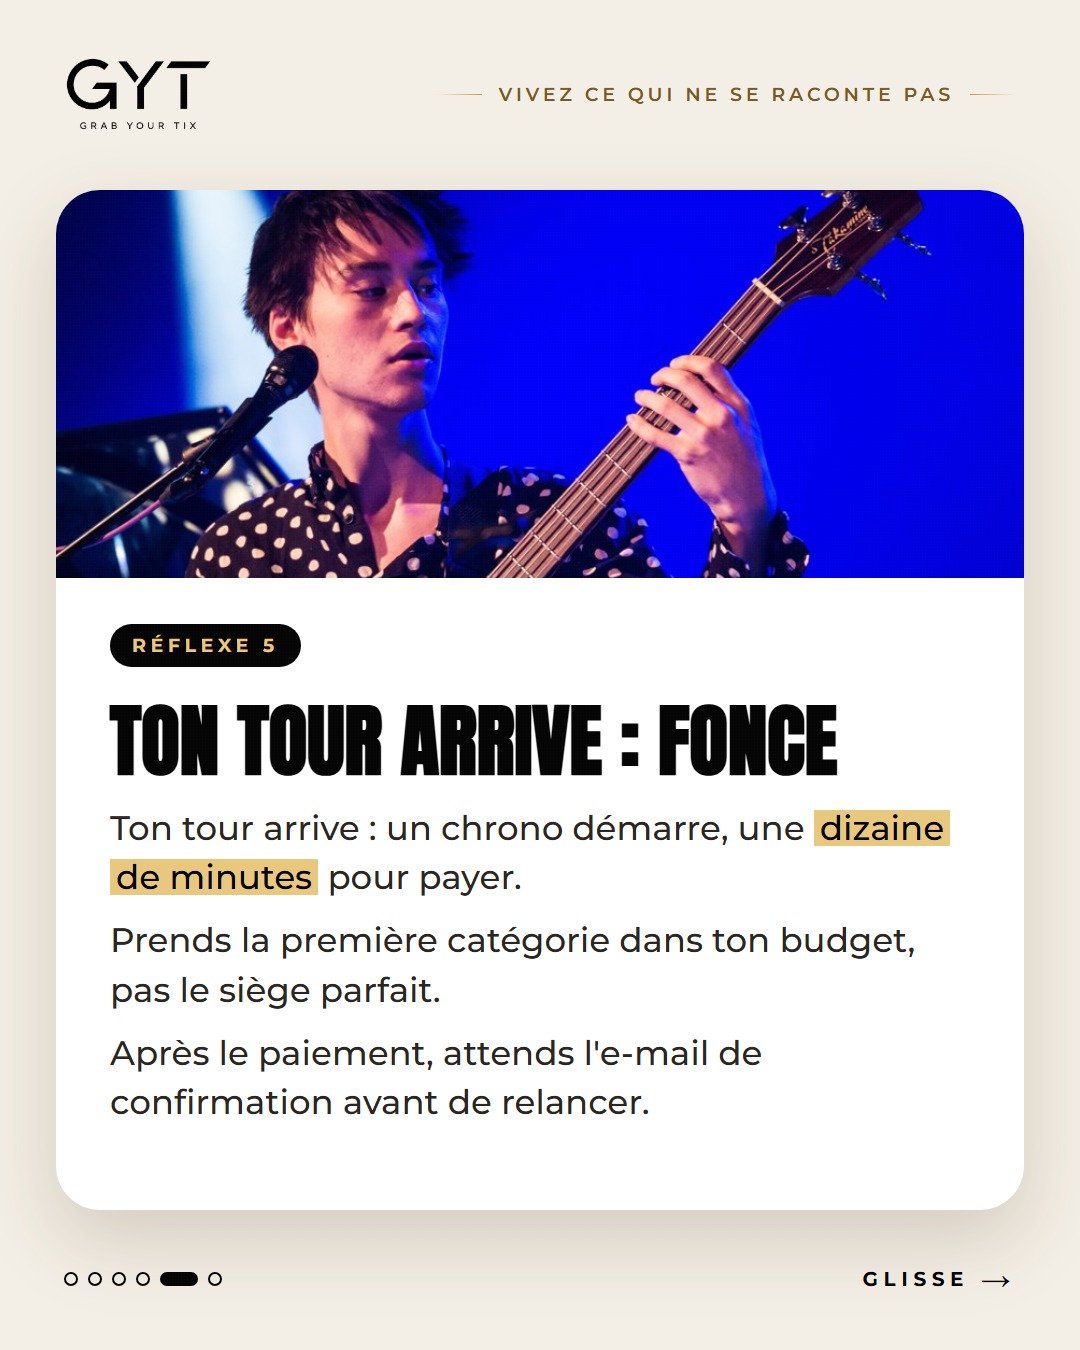 GYT
GRAB YOUR TIX
VIVEZ CE QUI NE SE RACONTE PAS
Takamine
RÉFLEXE 5
TON TOUR ARRIVE : FONCE
Ton tour arrive : un chrono démarre, une dizaine
de minutes pour payer.
Prends la première catégorie dans ton budget,
pas le siège parfait.
Après le paiement, attends l'e-mail de
confirmation avant de relancer.
GLISSE →